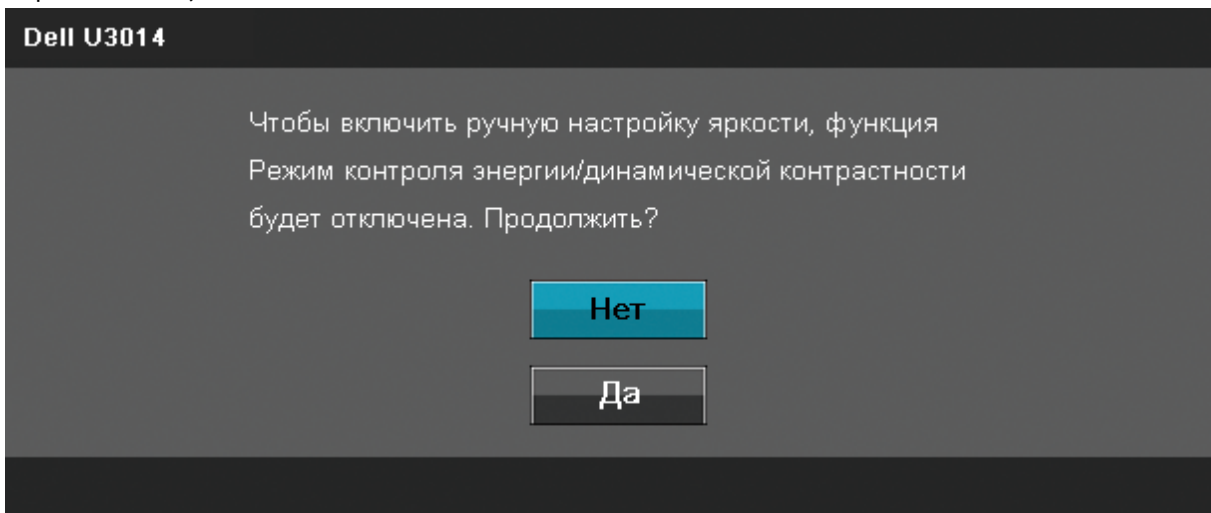 Dell U3014
Чтобы включить ручную настройку яркости, функция
Режим контроля энергии/динамической контрастности
будет отключена. Продолжить?
Нет
Да